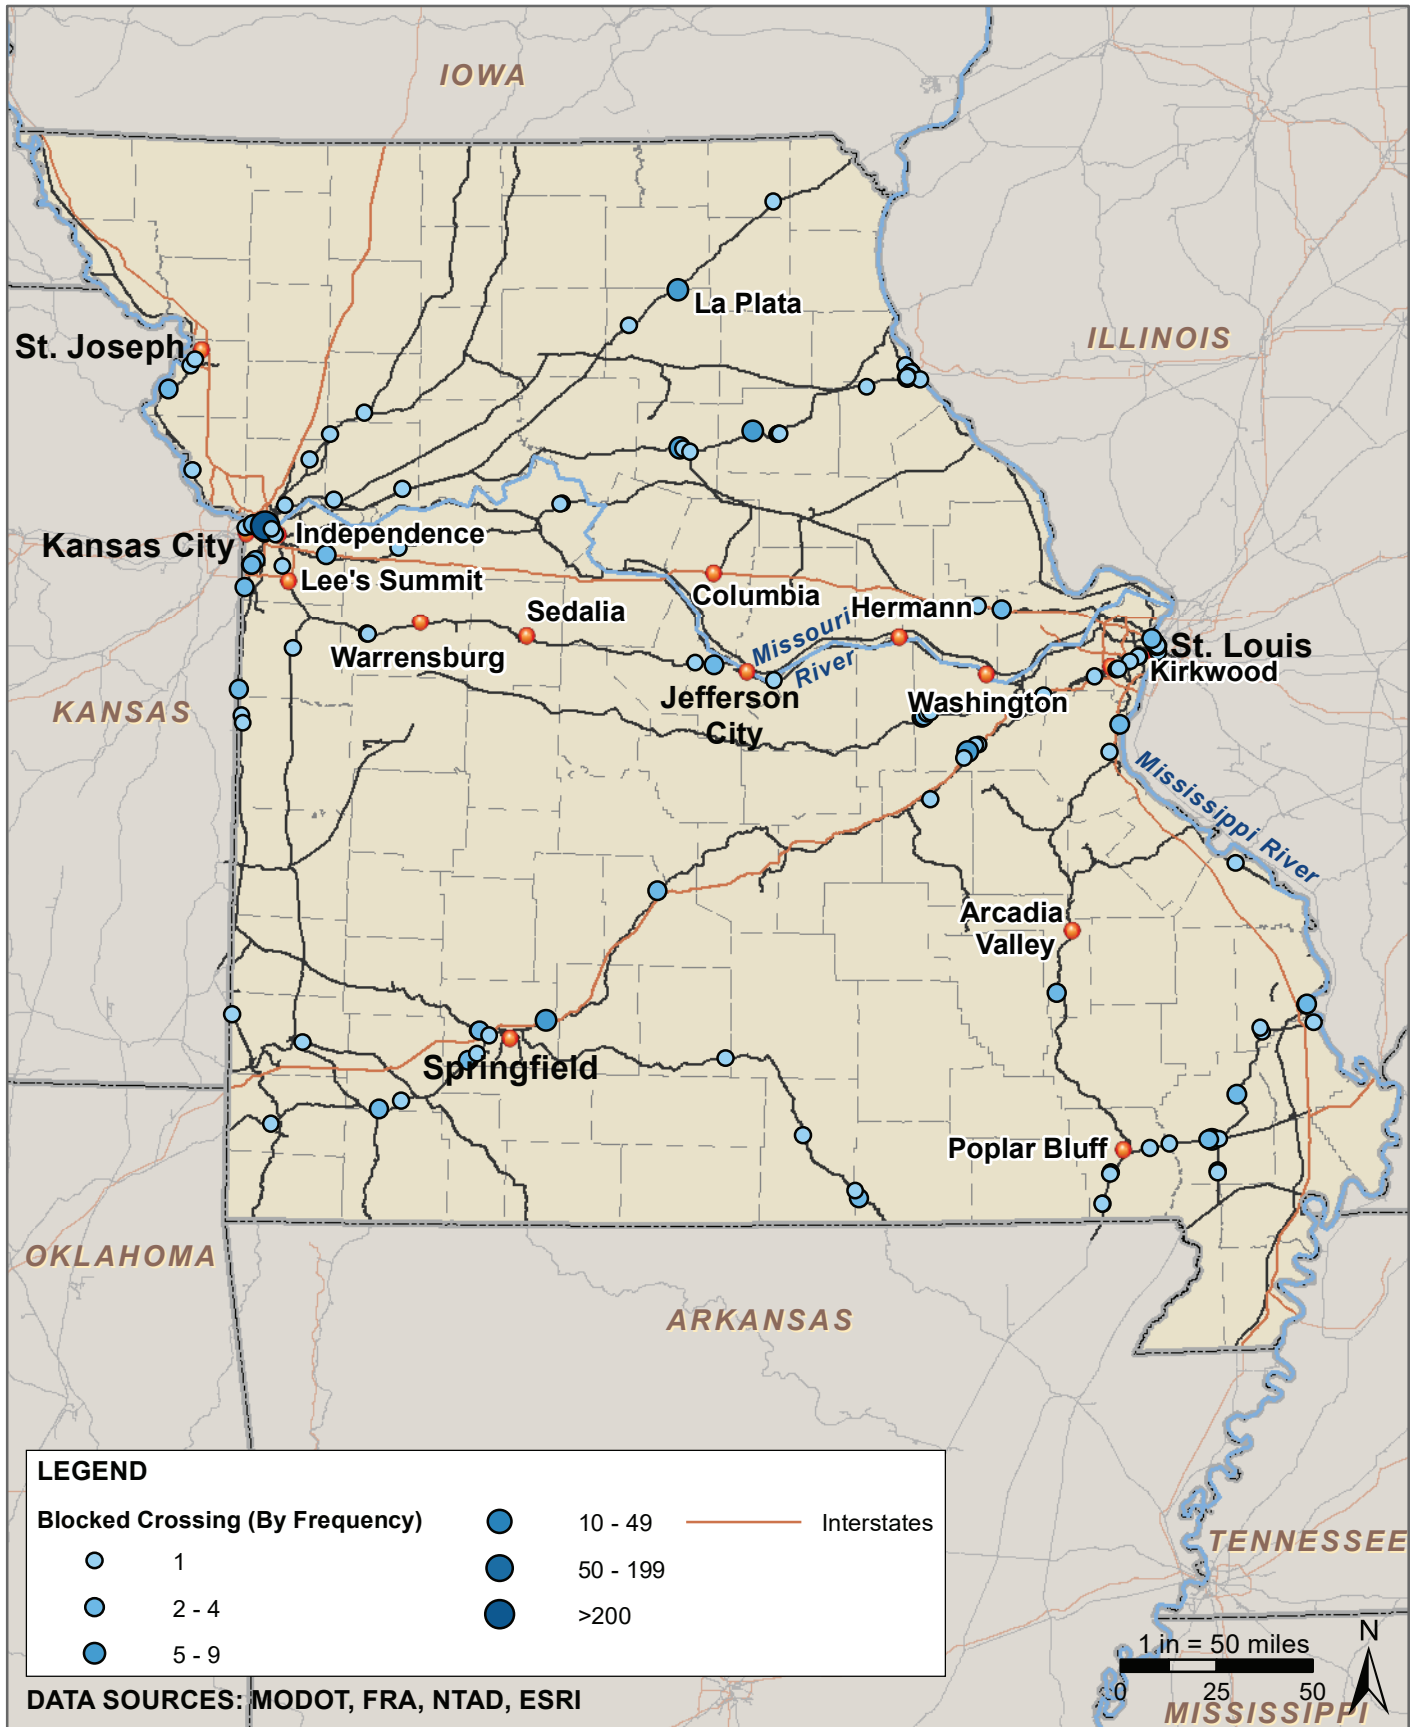 IOWA
La Plata
ILLINOIS
St. Joseph
Independence
Kansas City
Lee's Summit
Columbia
Hermann
Sedalia
Missouri
River
St. Louis
Warrensburg
Kirkwood
KANSAS
Jefferson
City
Washington
Mississippi River
Arcadia
Valley
Springfield
Poplar Bluff
OKLAHOMA
ARKANSAS
LEGEND
Blocked Crossing (By Frequency)
1
2 - 4
5 - 9
10 - 49
50 - 199
>200
Interstates
TENNESSEE
N
1 in = 50 miles
0 25 50
MISSISSIPPI
DATA SOURCES: MODOT, FRA, NTAD, ESRI